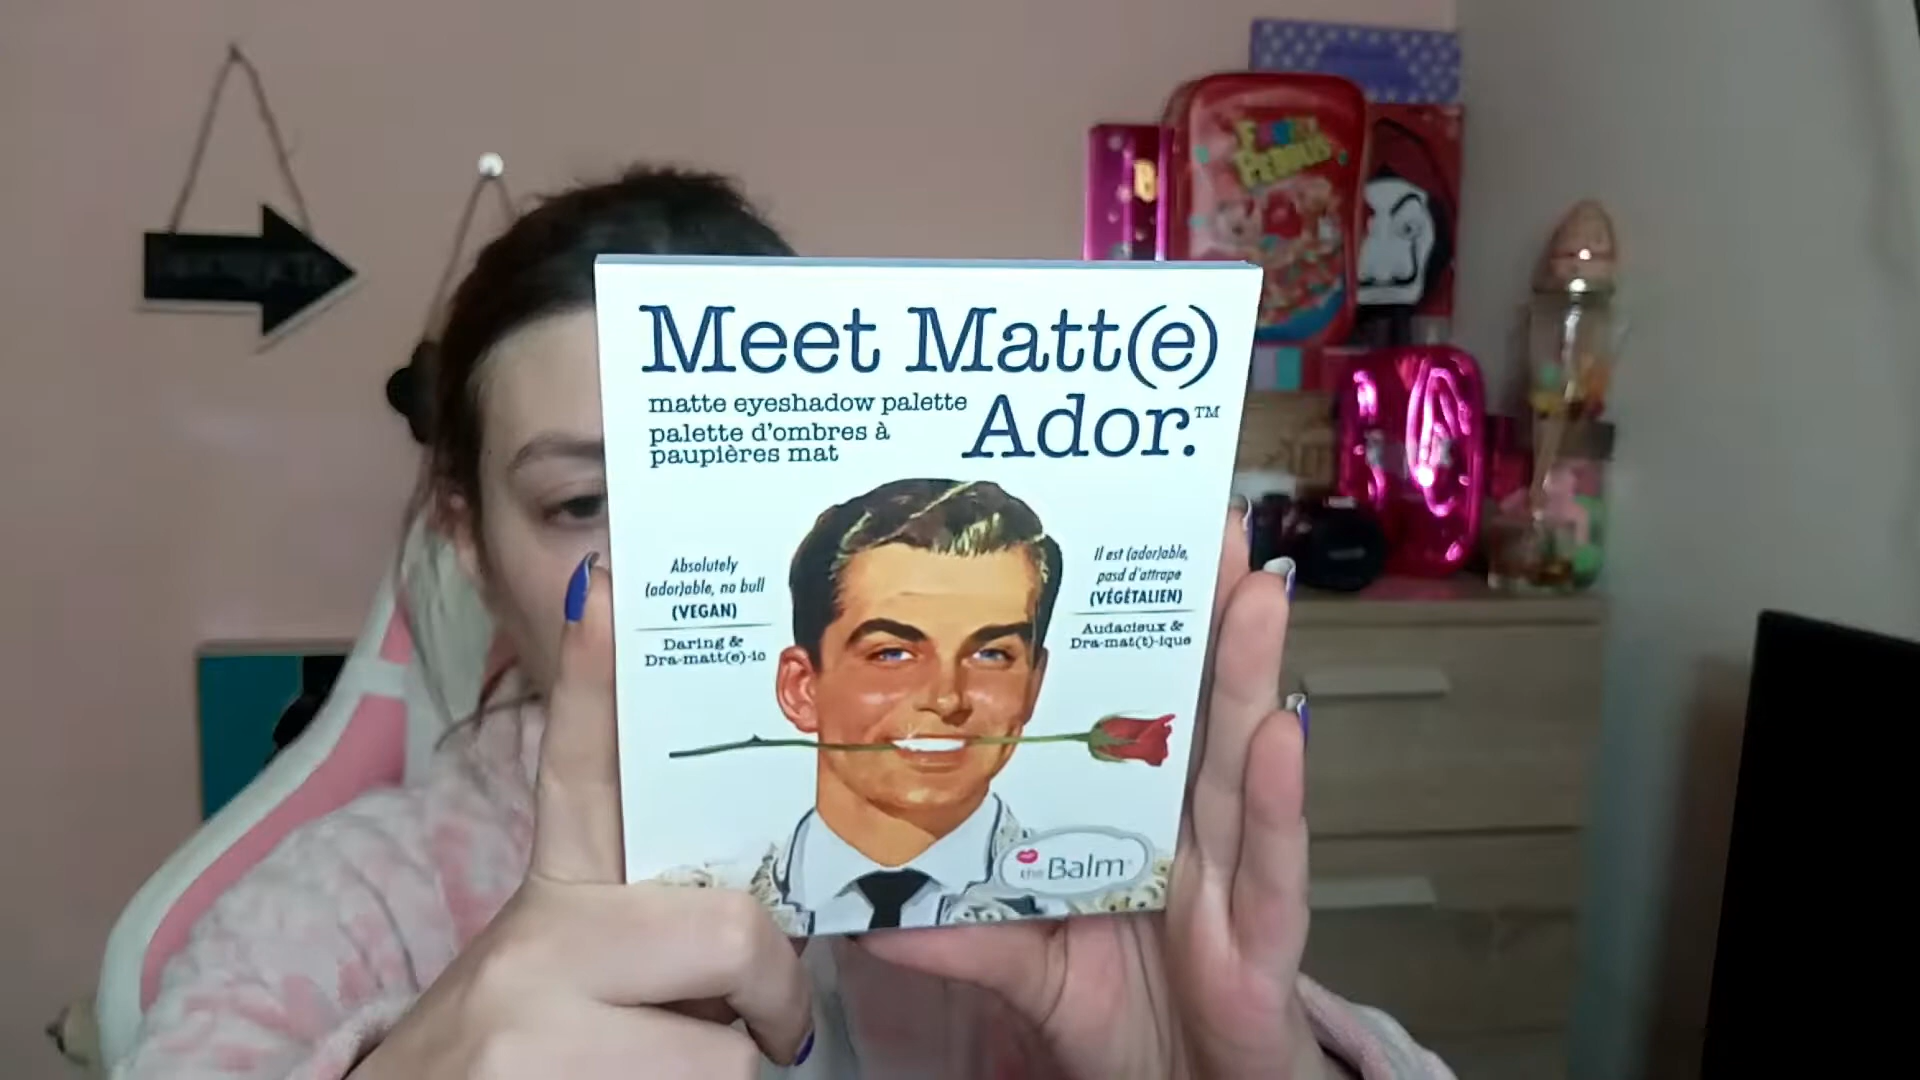 Meet Matt(e)
Ador.™
matte eyeshadow palette
palette d'ombres à
paupières mat
Absolutely
(ador)able, no bull
(VEGAN)
Daring &
Dra-matt(e)-ic
Il est (ador)able,
pasd d'attrape
(VÉGÉTALIEN)
Audacieux &
Dra-mat(t)-ique
theBalm